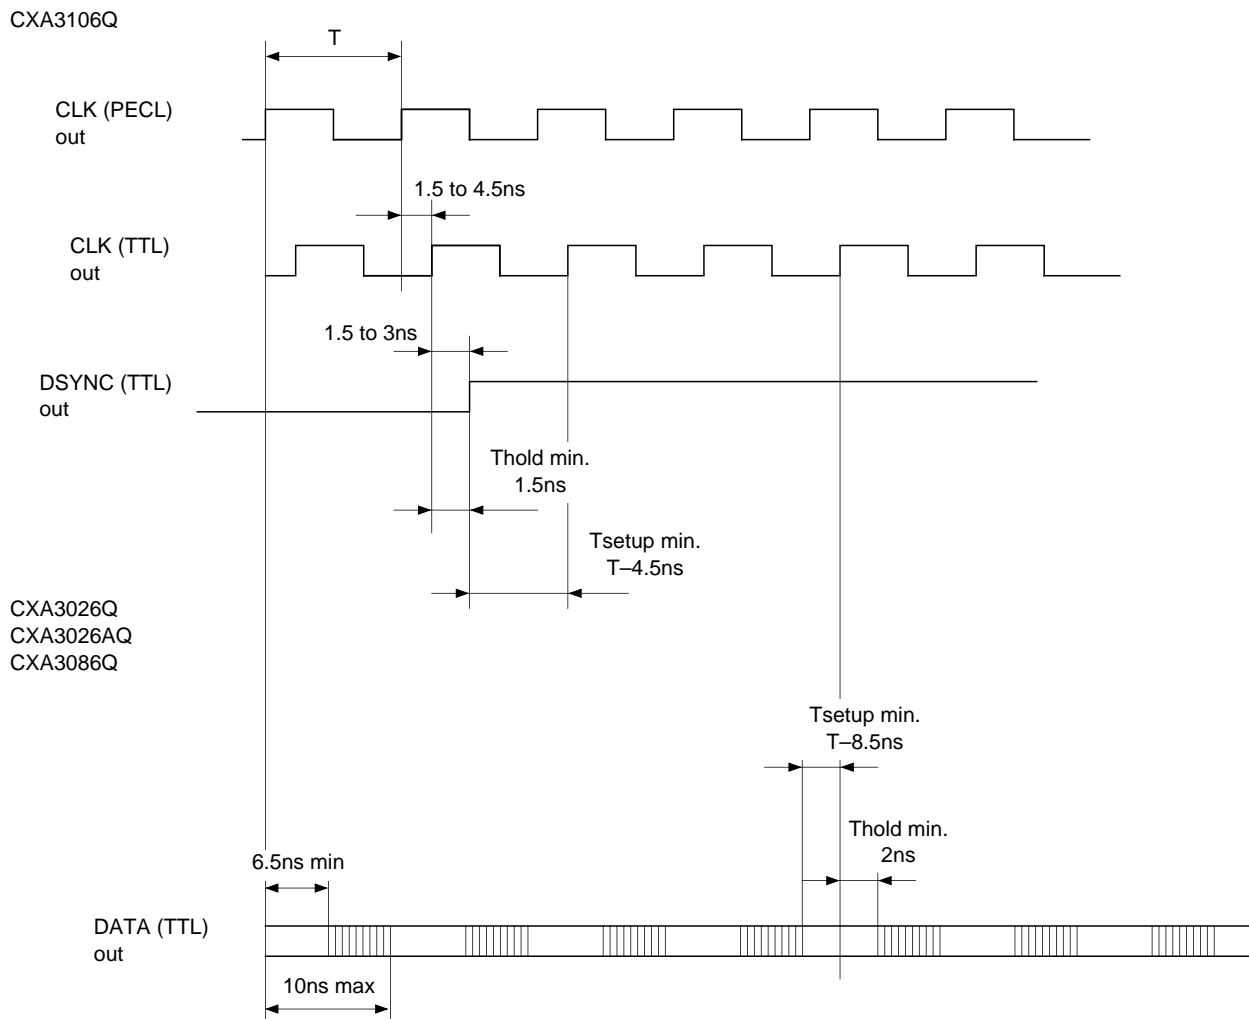 CXA3106Q
T
CLK (PECL)
out
1.5 to 4.5ns
CLK (TTL)
out
1.5 to 3ns
DSYNC (TTL)
out
Thold min.
1.5ns
Tsetup min.
T–4.5ns
CXA3026Q
CXA3026AQ
CXA3086Q
Tsetup min.
T–8.5ns
Thold min.
2ns
6.5ns min
DATA (TTL)
out
10ns max